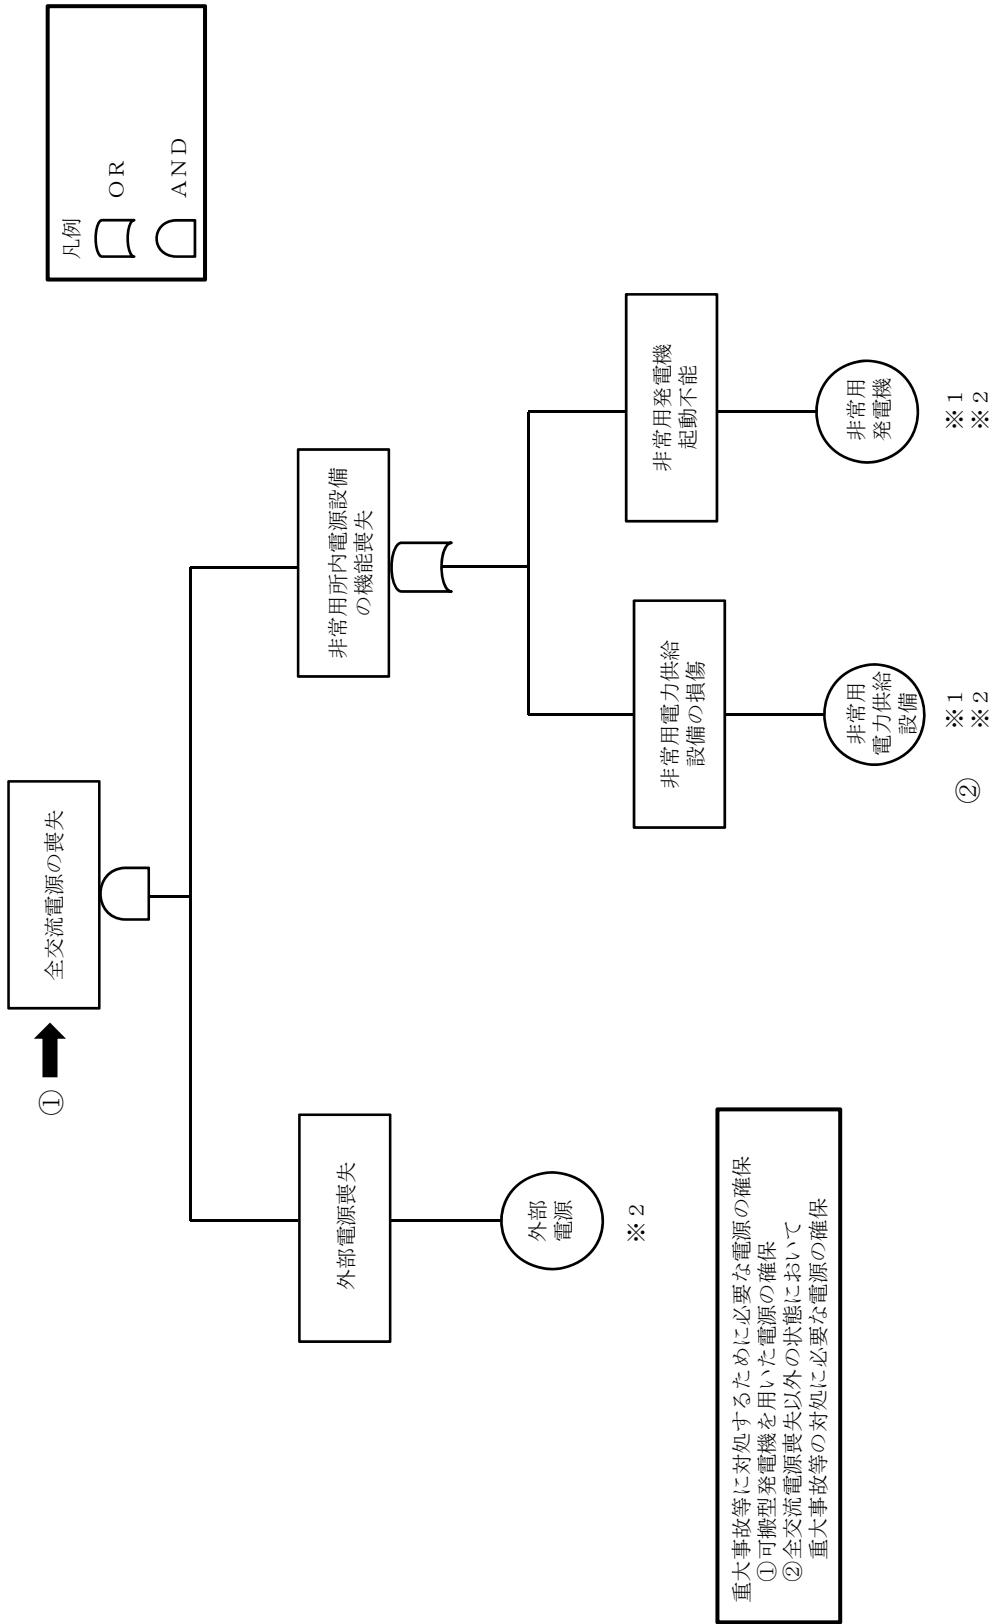 凡例
OR
AND
①
全交流電源の喪失
外部電源喪失
外部
電源
※2
非常用所内電源設備
の機能喪失
非常用電力供給
設備の損傷
非常用
電力供給
設備
※1
※2
②
非常用発電機
起動不能
非常用
発電機
※1
※2
重大事故等に対処するために必要な電源の確保
①可搬型発電機を用いた電源の確保
②全交流電源喪失以外の状態において
重大事故等の対処に必要な電源の確保